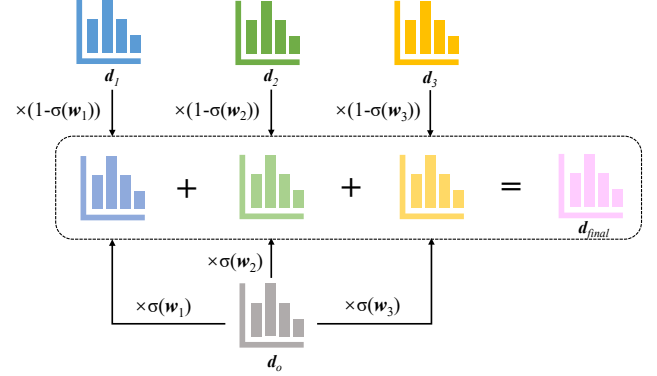 d1 d2 d3
×(1-σ(w1)) ×(1-σ(w2)) ×(1-σ(w3))
+ + =
dfinal
×σ(w2)
×σ(w1) ×σ(w3)
do